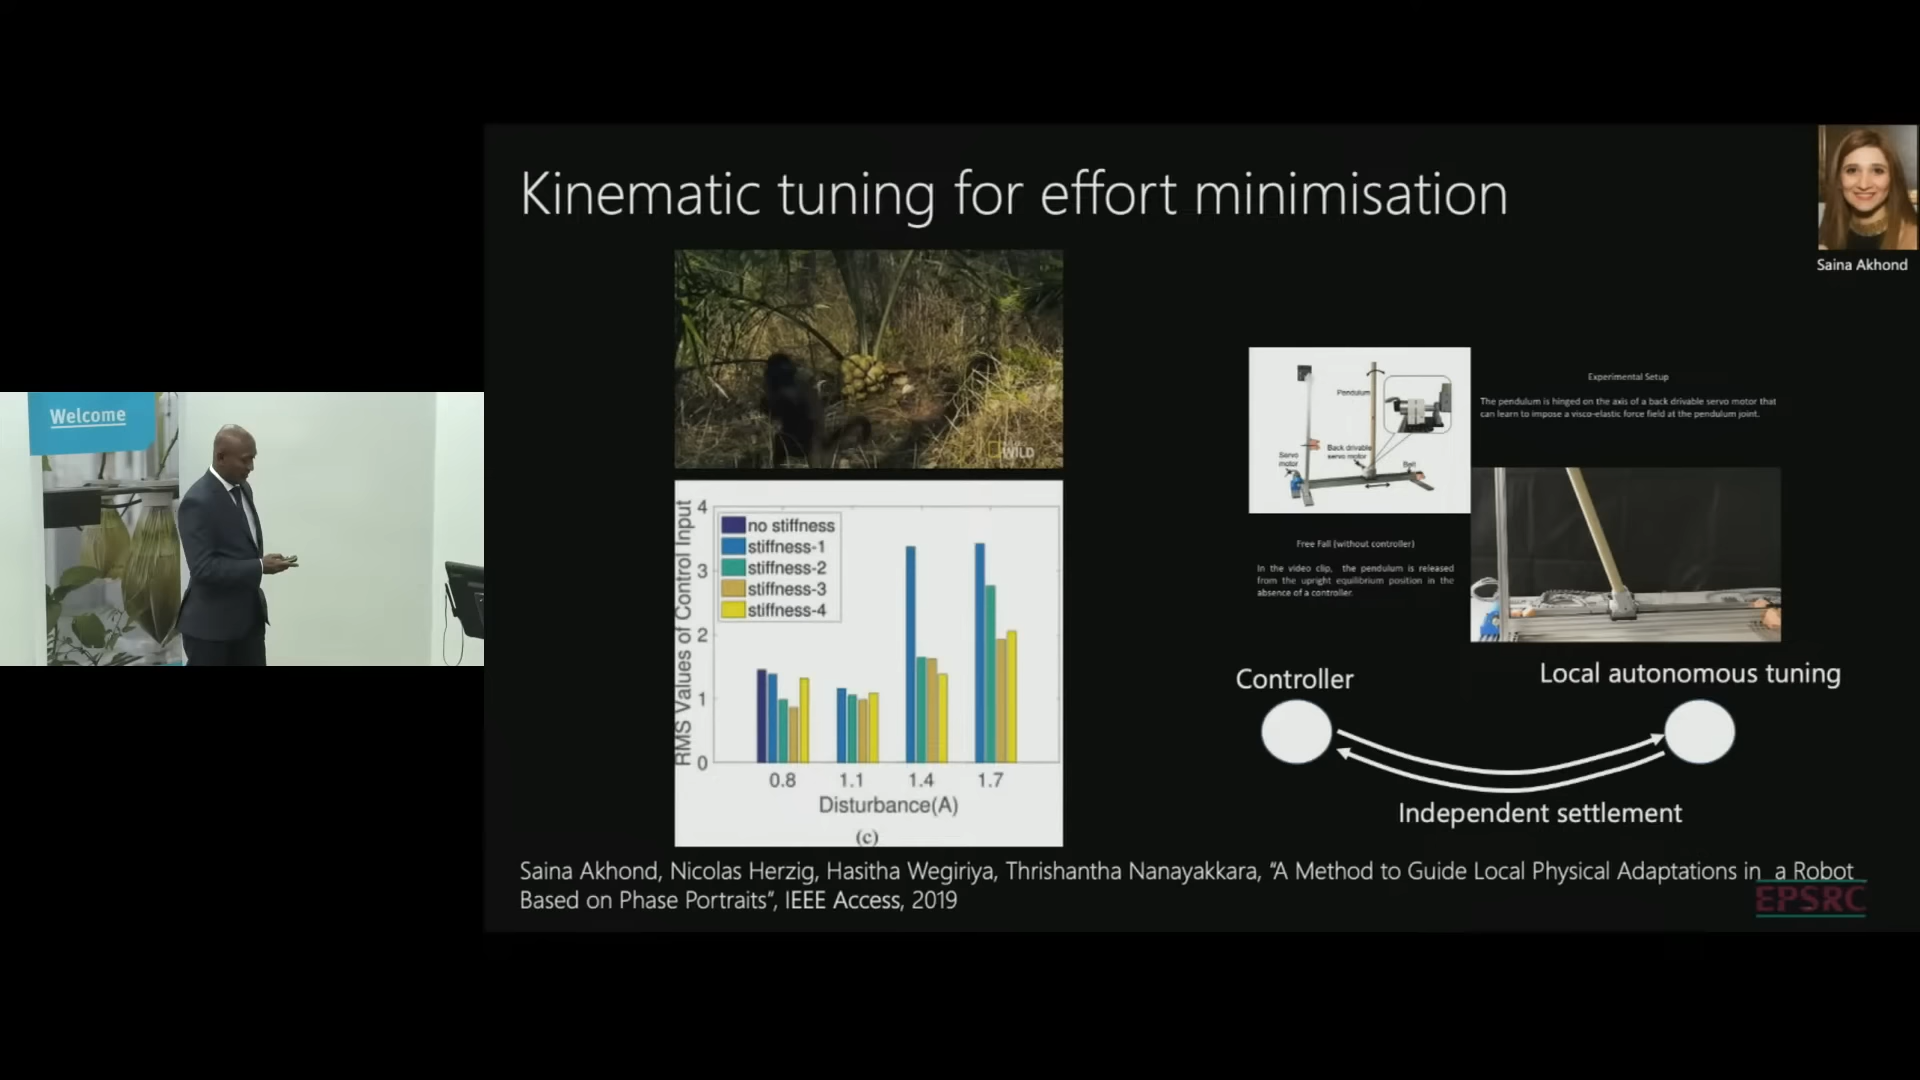 Welcome
Kinematic tuning for effort minimisation
Saina Akhond
WILD
4
3
2
1
0
RMS Values of Control Input
no stiffness
stiffness-1
stiffness-2
stiffness-3
stiffness-4
0.8 1.1 1.4 1.7
Disturbance(A)
(c)
Pendulum
Back drivable
servo motor
Servo
motor
Belt
Experimental Setup
The pendulum is hinged on the axis of a back drivable servo motor that
can learn to impose a visco-elastic force field at the pendulum joint.
Free Fall (without controller)
In the video clip, the pendulum is released
from the upright equilibrium position in the
absence of a controller.
Controller
Local autonomous tuning
Independent settlement
Saina Akhond, Nicolas Herzig, Hasitha Wegiriya, Thrishantha Nanayakkara, “A Method to Guide Local Physical Adaptations in a Robot
Based on Phase Portraits”, IEEE Access, 2019
EPSRC